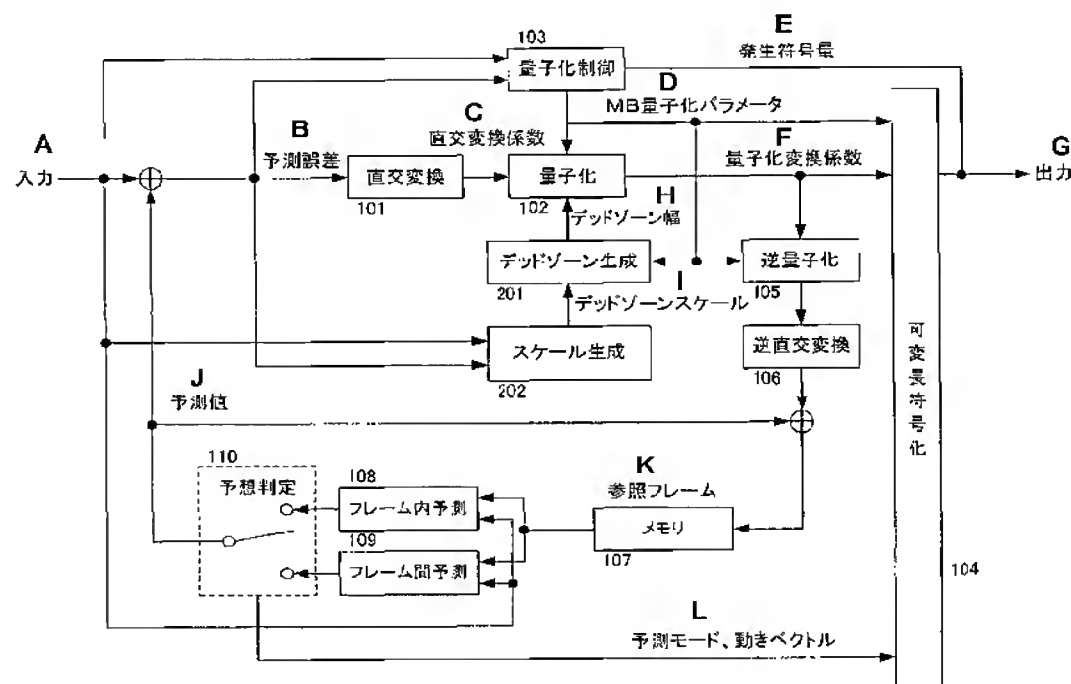 103
量子化制御
E
発生符号量
D
MB量子化パラメータ
A
入力
B
予測誤差
C
直交変換係数
F
量子化変換係数
G
出力
直交変換
101
量子化
102
H
デッドゾーン幅
デッドゾーン生成
201
I
デッドゾーンスケール
逆量子化
105
スケール生成
202
逆直交変換
106
可変長符号化
104
J
予測値
110
予想判定
108
フレーム内予測
109
フレーム間予測
K
参照フレーム
メモリ
107
L
予測モード、動きベクトル